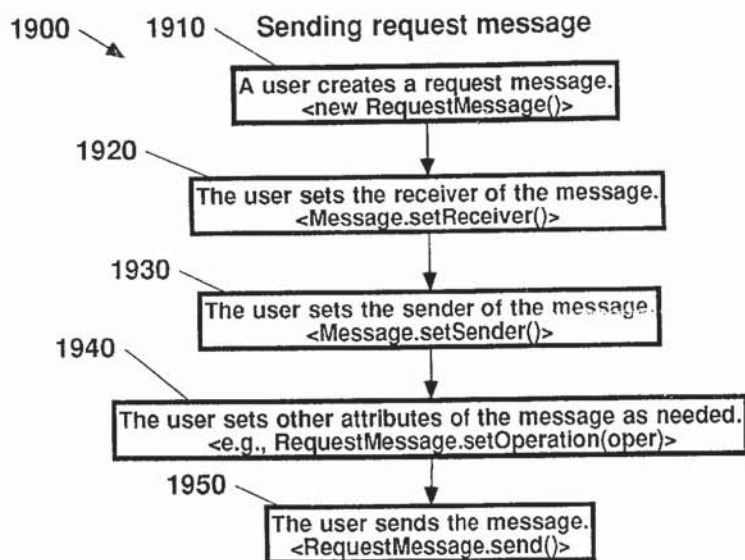 1900
1910
Sending request message
A user creates a request message.
<new RequestMessage()>
1920
The user sets the receiver of the message.
<Message.setReceiver()>
1930
The user sets the sender of the message.
<Message.setSender()>
1940
The user sets other attributes of the message as needed.
<e.g., RequestMessage.setOperation(oper)>
1950
The user sends the message.
<RequestMessage.send()>